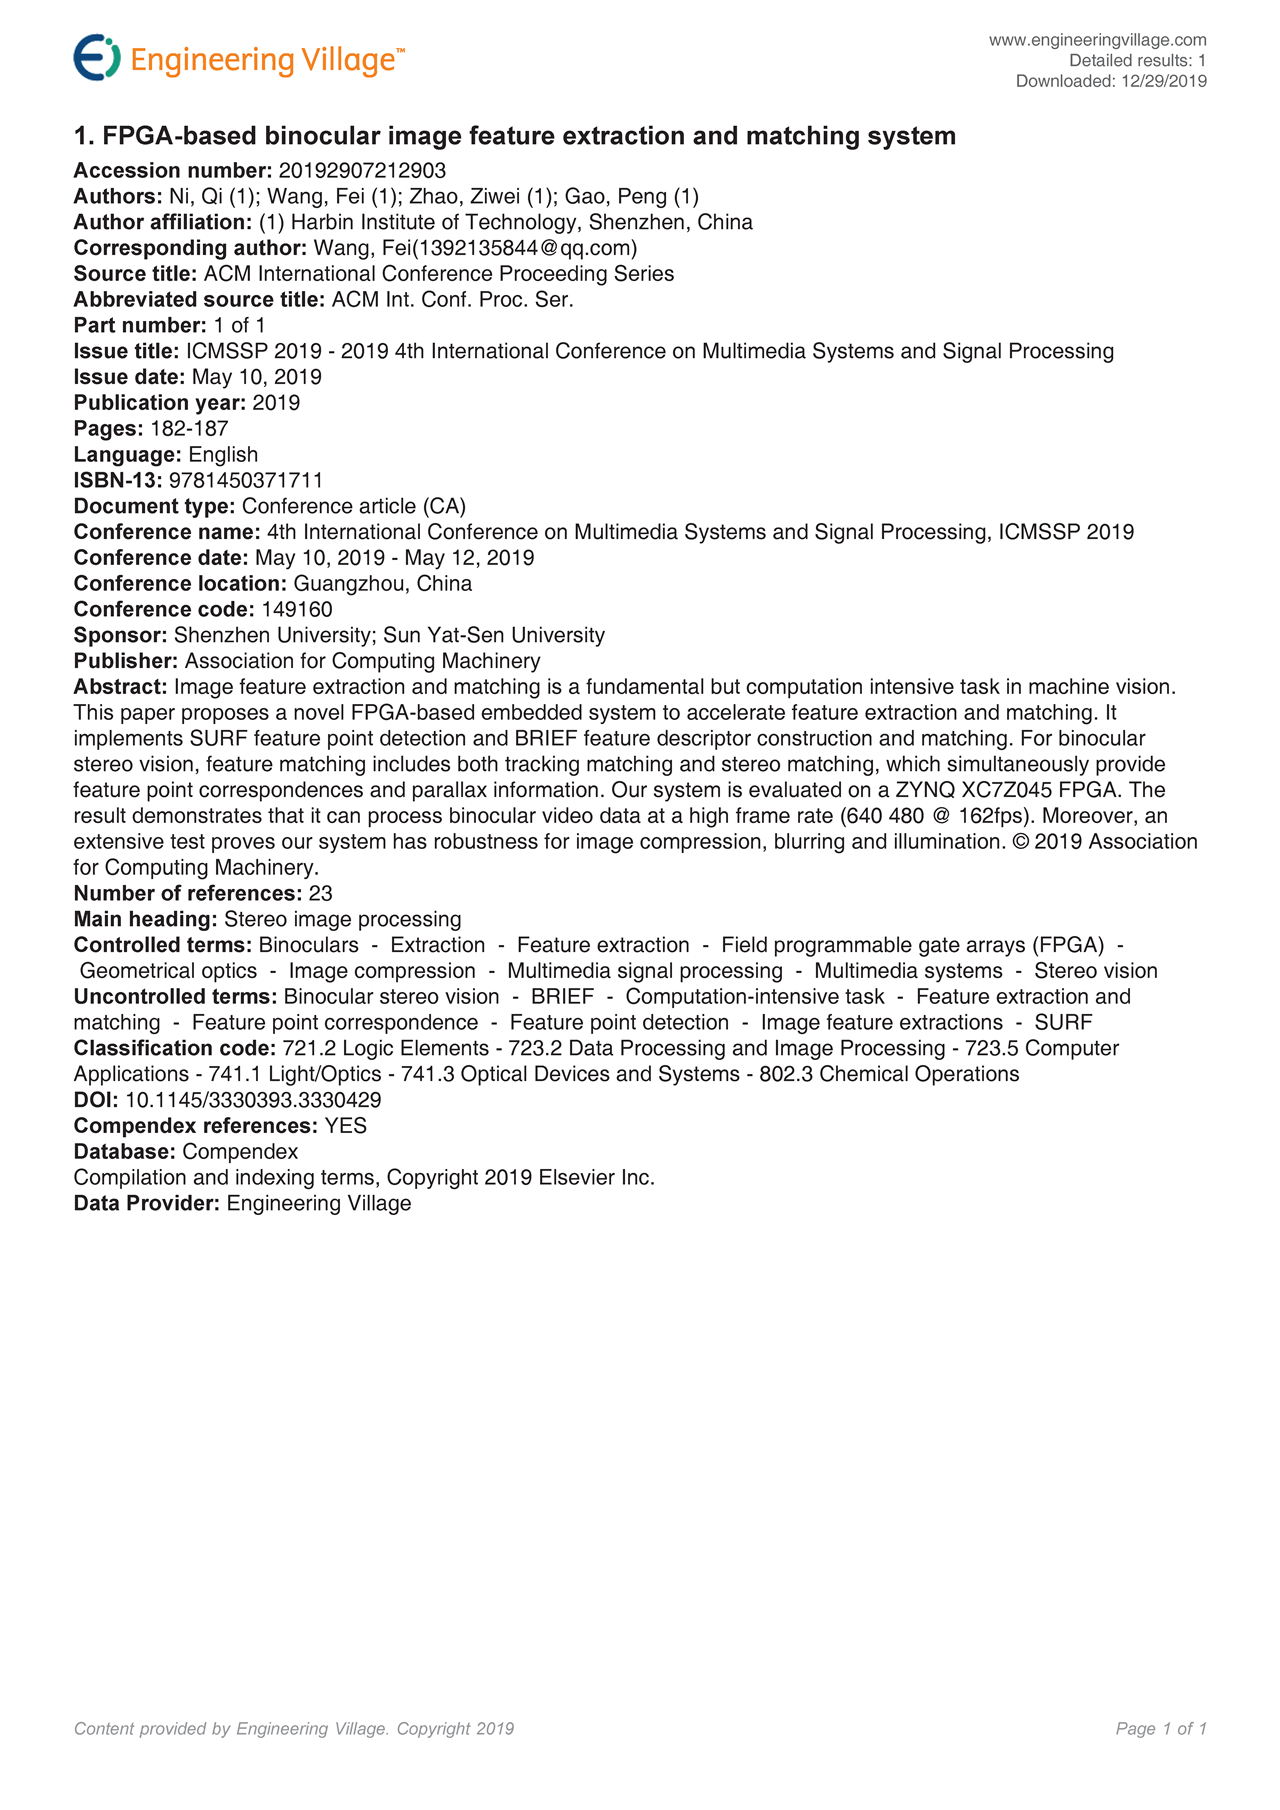 Engineering Village™
www.engineeringvillage.com
Detailed results: 1
Downloaded: 12/29/2019
1. FPGA-based binocular image feature extraction and matching system
Accession number: 20192907212903
Authors: Ni, Qi (1); Wang, Fei (1); Zhao, Ziwei (1); Gao, Peng (1)
Author affiliation: (1) Harbin Institute of Technology, Shenzhen, China
Corresponding author: Wang, Fei(1392135844@qq.com)
Source title: ACM International Conference Proceeding Series
Abbreviated source title: ACM Int. Conf. Proc. Ser.
Part number: 1 of 1
Issue title: ICMSSP 2019 - 2019 4th International Conference on Multimedia Systems and Signal Processing
Issue date: May 10, 2019
Publication year: 2019
Pages: 182-187
Language: English
ISBN-13: 9781450371711
Document type: Conference article (CA)
Conference name: 4th International Conference on Multimedia Systems and Signal Processing, ICMSSP 2019
Conference date: May 10, 2019 - May 12, 2019
Conference location: Guangzhou, China
Conference code: 149160
Sponsor: Shenzhen University; Sun Yat-Sen University
Publisher: Association for Computing Machinery
Abstract: Image feature extraction and matching is a fundamental but computation intensive task in machine vision.
This paper proposes a novel FPGA-based embedded system to accelerate feature extraction and matching. It
implements SURF feature point detection and BRIEF feature descriptor construction and matching. For binocular
stereo vision, feature matching includes both tracking matching and stereo matching, which simultaneously provide
feature point correspondences and parallax information. Our system is evaluated on a ZYNQ XC7Z045 FPGA. The
result demonstrates that it can process binocular video data at a high frame rate (640 480 @ 162fps). Moreover, an
extensive test proves our system has robustness for image compression, blurring and illumination. © 2019 Association
for Computing Machinery.
Number of references: 23
Main heading: Stereo image processing
Controlled terms: Binoculars - Extraction - Feature extraction - Field programmable gate arrays (FPGA) -
Geometrical optics - Image compression - Multimedia signal processing - Multimedia systems - Stereo vision
Uncontrolled terms: Binocular stereo vision - BRIEF - Computation-intensive task - Feature extraction and
matching - Feature point correspondence - Feature point detection - Image feature extractions - SURF
Classification code: 721.2 Logic Elements - 723.2 Data Processing and Image Processing - 723.5 Computer
Applications - 741.1 Light/Optics - 741.3 Optical Devices and Systems - 802.3 Chemical Operations
DOI: 10.1145/3330393.3330429
Compendex references: YES
Database: Compendex
Compilation and indexing terms, Copyright 2019 Elsevier Inc.
Data Provider: Engineering Village
Content provided by Engineering Village. Copyright 2019
Page 1 of 1